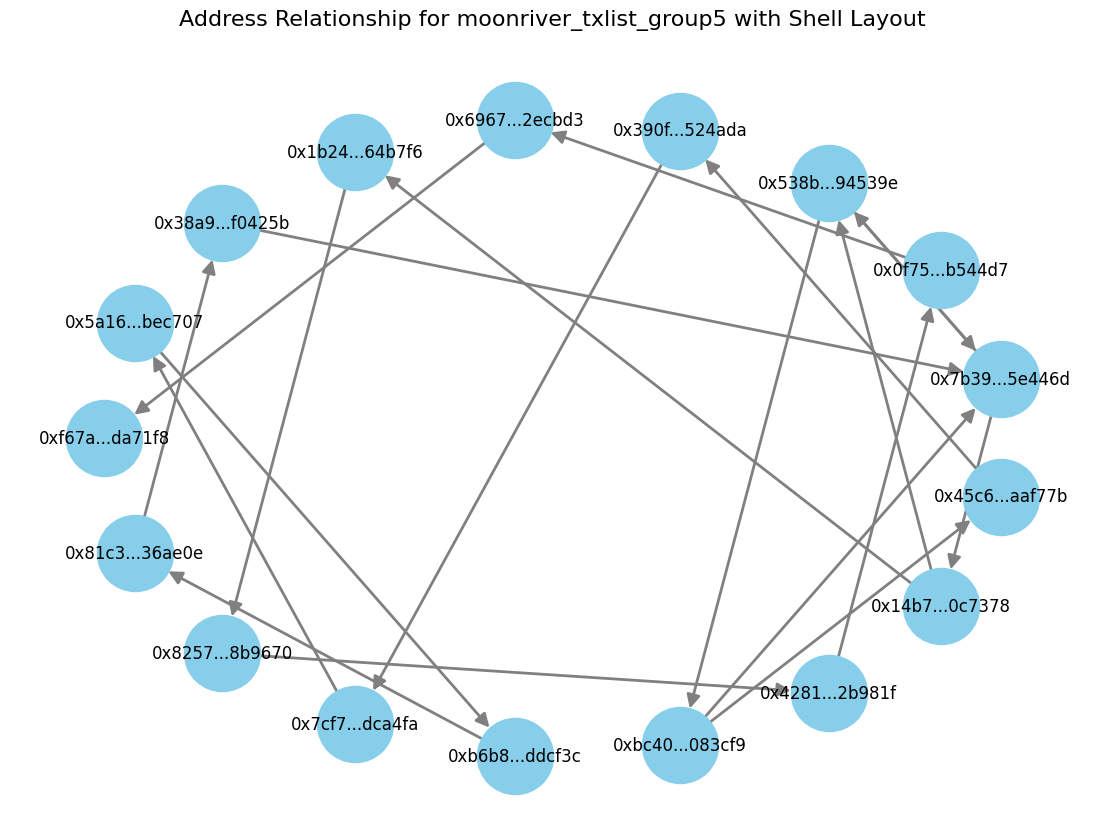 Address Relationship for moonriver_txlist_group5 with Shell Layout
0x6967...2ecbd3
0x390f...524ada
0x1b24...64b7f6
0x538b...94539e
0x38a9...f0425b
0x0f75...b544d7
0x5a16...bec707
0x7b39...5e446d
0xf67a...da71f8
0x45c6...aaf77b
0x81c3...36ae0e
0x14b7...0c7378
0x8257...8b9670
0x4281...2b981f
0x7cf7...dca4fa
0xbc40...083cf9
0xb6b8...ddcf3c